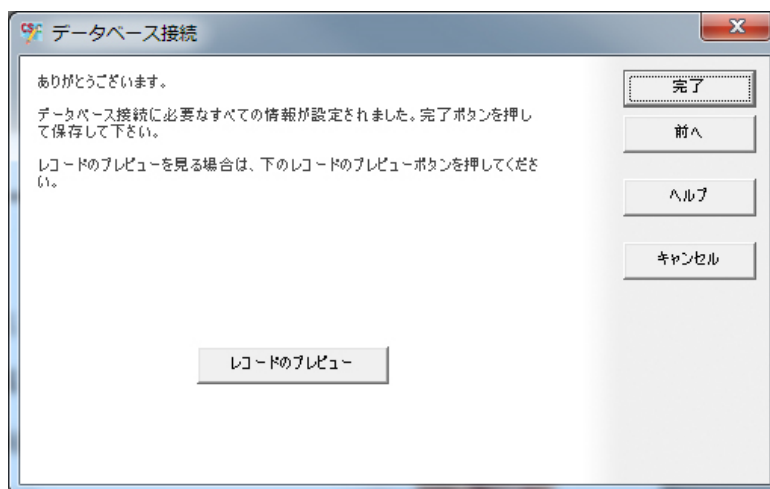 データベース接続
ありがとうございます。
データベース接続に必要なすべての情報が設定されました。完了ボタンを押し
て保存して下さい。
レコードのプレビューを見る場合は、下のレコードのプレビューボタンを押してくださ
い。
完了
前へ
ヘルプ
キャンセル
レコードのプレビュー